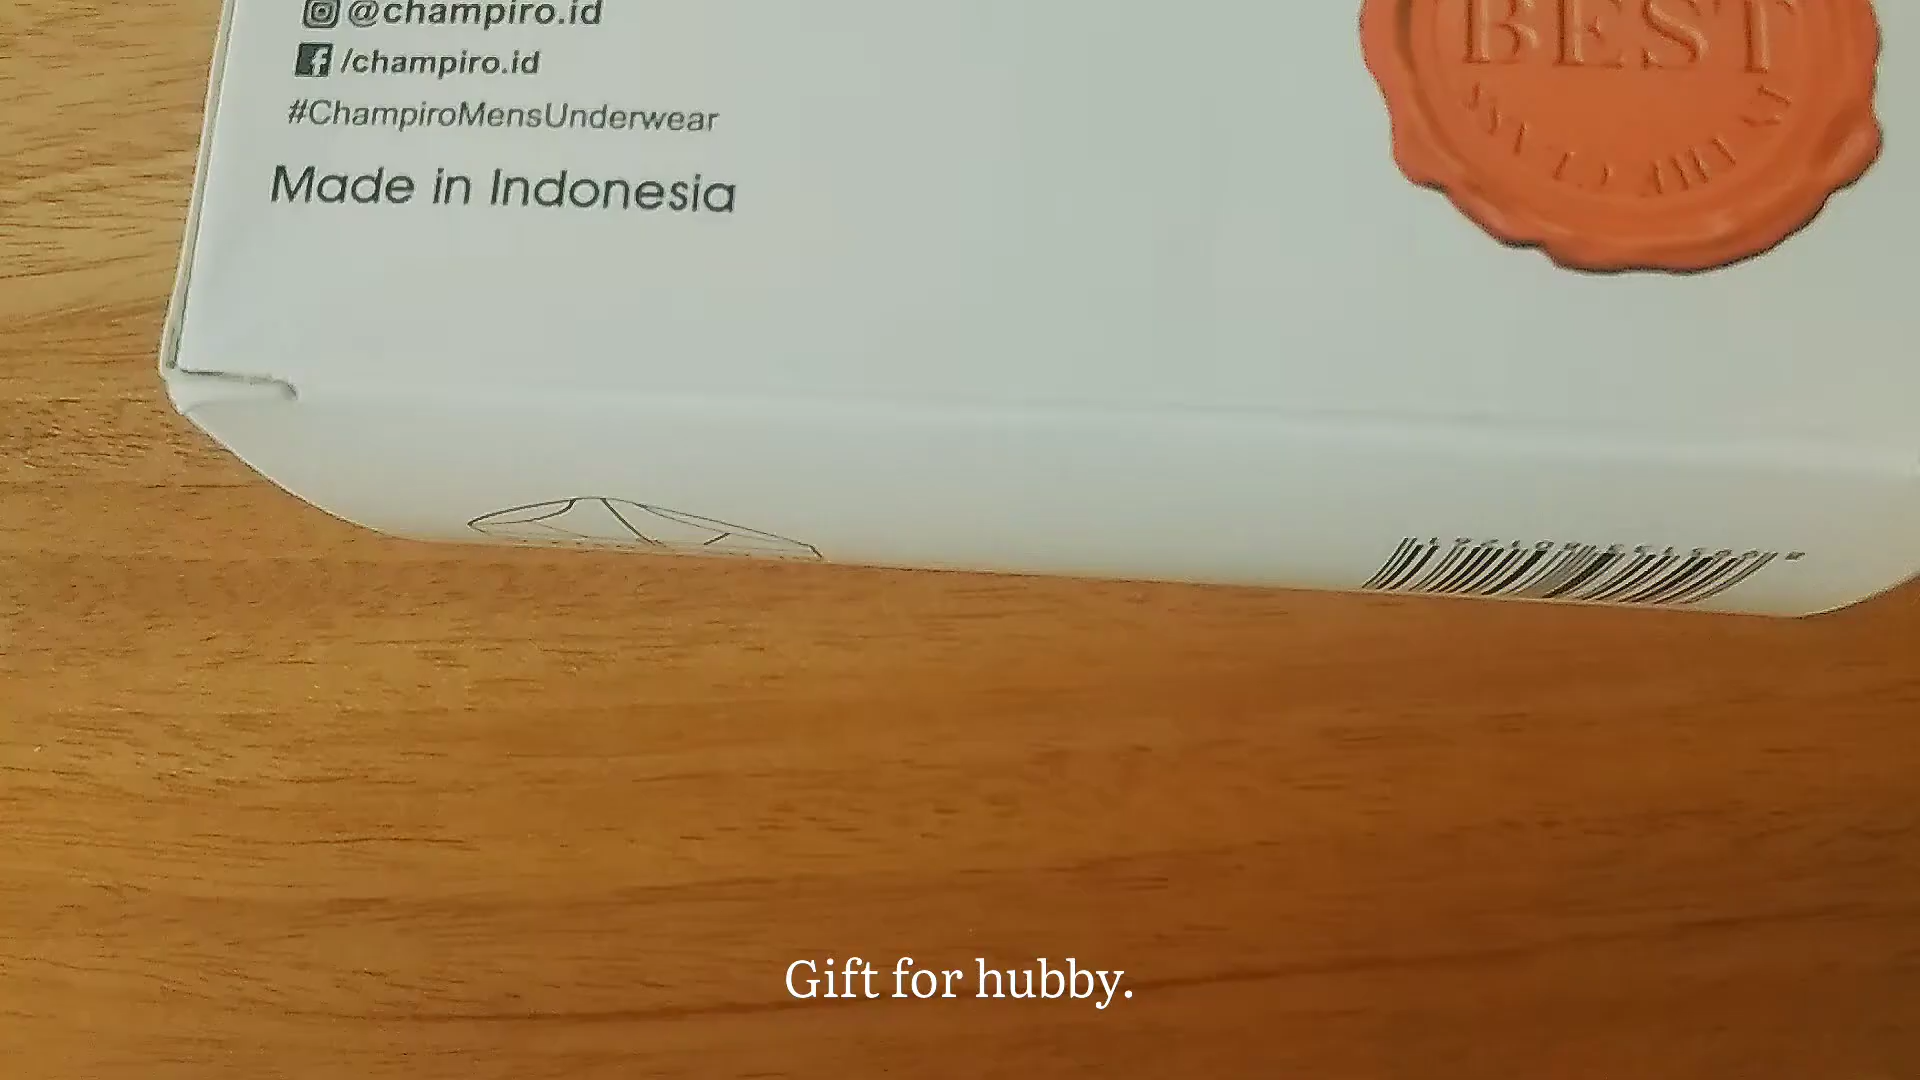 @champiro.id
/champiro.id
#ChampiroMensUnderwear
Made in Indonesia
BEST
Gift for hubby.